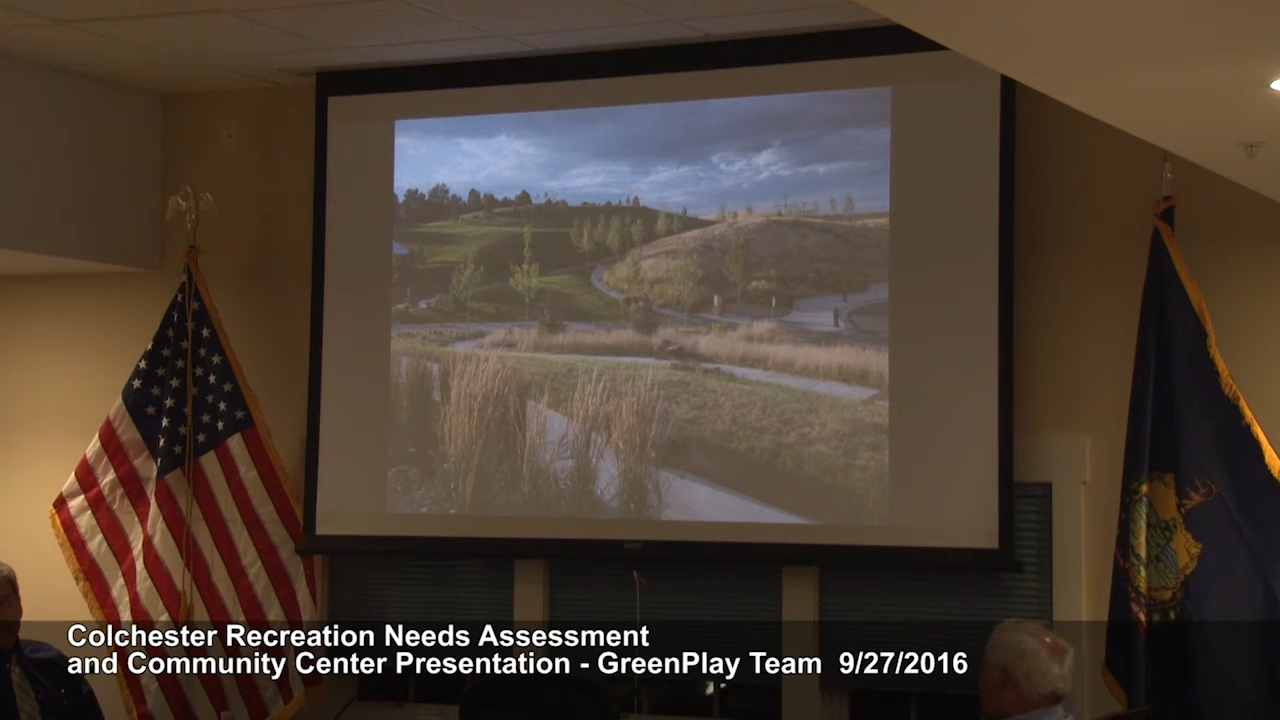 Colchester Recreation Needs Assessment
and Community Center Presentation - GreenPlay Team 9/27/2016